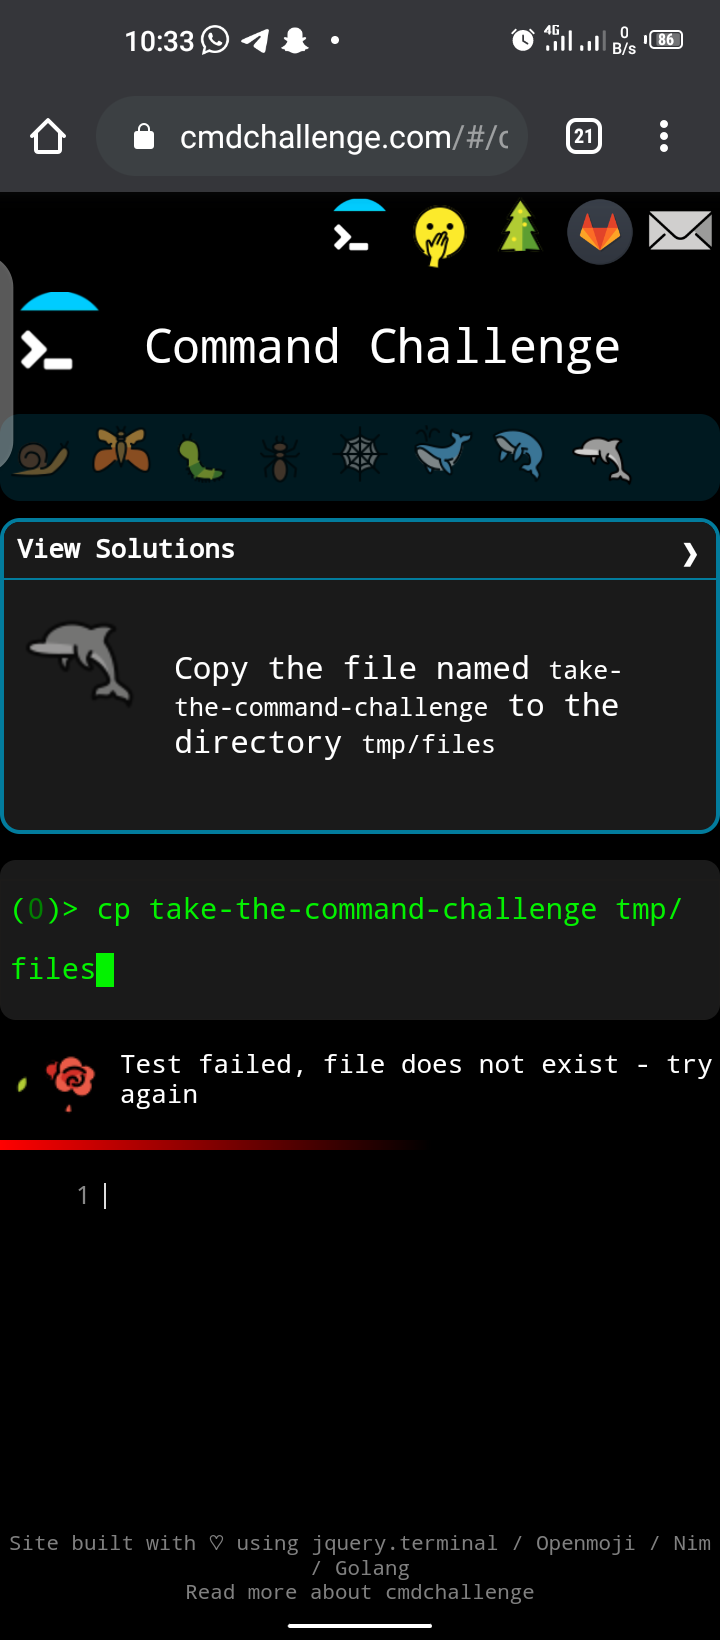 10:33
4G
0
B/s
86
cmdchallenge.com/#/c
21
Command Challenge
View Solutions
Copy the file named take-
the-command-challenge to the
directory tmp/files
(0)> cp take-the-command-challenge tmp/
files
Test failed, file does not exist - try
again
1
Site built with ♡ using jquery.terminal / Openmoji / Nim
/ Golang
Read more about cmdchallenge